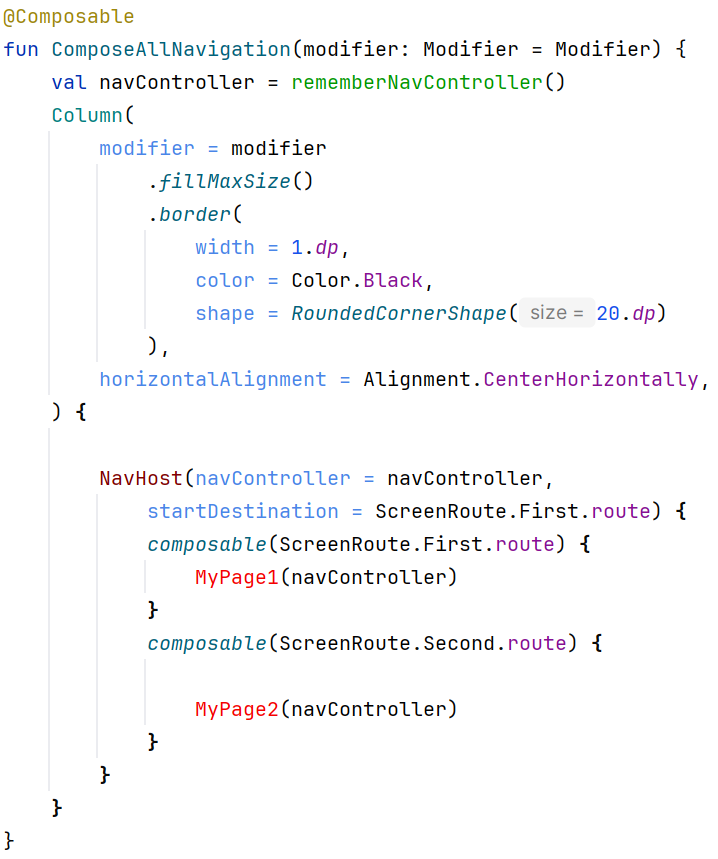 @Composable
fun ComposeAllNavigation(modifier: Modifier = Modifier) {
    val navController = rememberNavController()
    Column(
        modifier = modifier
            .fillMaxSize()
            .border(
                width = 1.dp,
                color = Color.Black,
                shape = RoundedCornerShape( size = 20.dp)
            ),
        horizontalAlignment = Alignment.CenterHorizontally,
    ) {

        NavHost(navController = navController,
            startDestination = ScreenRoute.First.route) {
            composable(ScreenRoute.First.route) {
                MyPage1(navController)
            }
            composable(ScreenRoute.Second.route) {

                MyPage2(navController)
            }
        }
    }
}